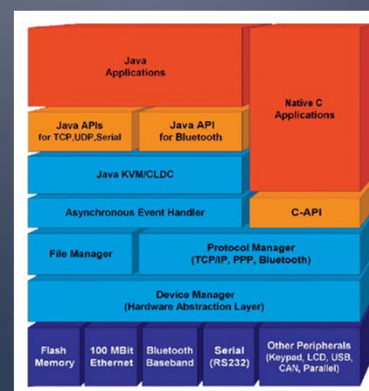 Java
Applications
Native C
Applications
Java APIs
for TCP,UDP,Serial
Java API
for Bluetooth
Java KVM/CLDC
Asynchronous Event Handler
C-API
File Manager
Protocol Manager
(TCP/IP, PPP, Bluetooth)
Device Manager
(Hardware Abstraction Layer)
Flash
Memory
100 MBit
Ethernet
Bluetooth
Baseband
Serial
(RS232)
Other Peripherals
(Keypad, LCD, USB,
CAN, Parallel)